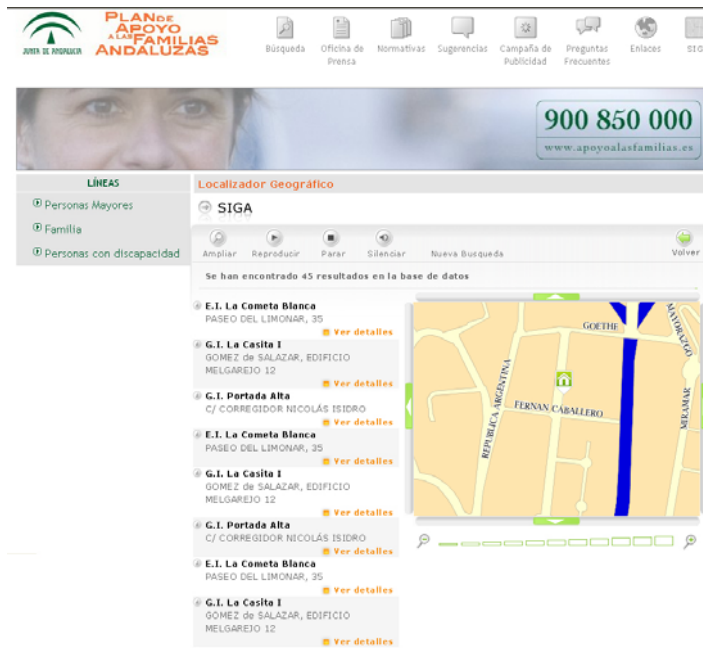 JUNTA DE ANDALUCIA
PLAN DE
APOYO
A LAS FAMILIAS
ANDALUZAS
Búsqueda
Oficina de
Prensa
Normativas
Sugerencias
Campaña de
Publicidad
Preguntas
Frecuentes
Enlaces
SIG
900 850 000
www.apoyoalasfamilias.es
LÍNEAS
Personas Mayores
Familia
Personas con discapacidad
Localizador Geográfico
SIGA
Ampliar
Reproducir
Parar
Silenciar
Nueva Busqueda
Volver
Se han encontrado 45 resultados en la base de datos
E.I. La Cometa Blanca
PASEO DEL LIMONAR, 35
Ver detalles
G.I. La Casita I
GOMEZ de SALAZAR, EDIFICIO
MELGAREJO 12
Ver detalles
G.I. Portada Alta
C/ CORREGIDOR NICOLÁS ISIDRO
Ver detalles
E.I. La Cometa Blanca
PASEO DEL LIMONAR, 35
Ver detalles
G.I. La Casita I
GOMEZ de SALAZAR, EDIFICIO
MELGAREJO 12
Ver detalles
G.I. Portada Alta
C/ CORREGIDOR NICOLÁS ISIDRO
Ver detalles
E.I. La Cometa Blanca
PASEO DEL LIMONAR, 35
Ver detalles
G.I. La Casita I
GOMEZ de SALAZAR, EDIFICIO
MELGAREJO 12
Ver detalles
GOETHE
MAYORAZGO
REPUBLICA ARGENTINA
FERNAN CABALLERO
MIRAMAR